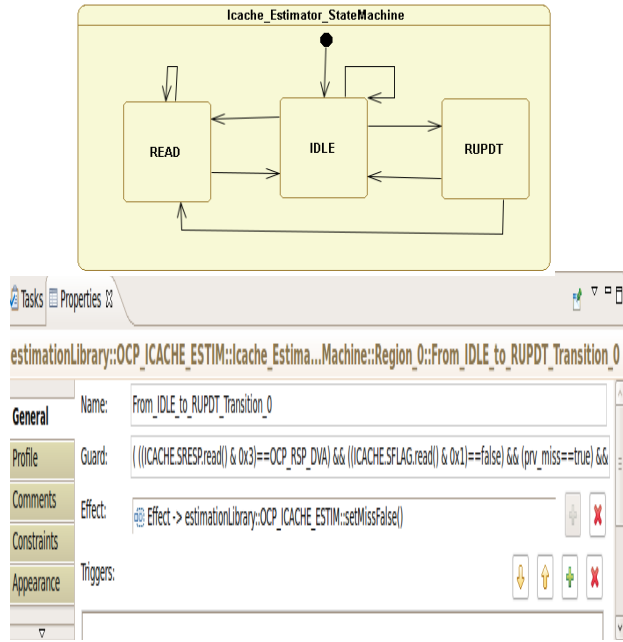 Icache_Estimator_StateMachine
READ
IDLE
RUPDT
Tasks Properties
estimationLibrary::OCP_ICACHE_ESTIM::Icache_Estima...Machine::Region_0::From_IDLE_to_RUPDT_Transition_0
General
Name: From_IDLE_to_RUPDT_Transition_0
Profile
Guard: ( ((ICACHE.SRESP.read() & 0x3)==OCP_RSP_DVA) && ((ICACHE.SFLAG.read() & 0x1)==false) && (prv_miss==true) &&
Comments
Effect: Effect -> estimationLibrary::OCP_ICACHE_ESTIM::setMissFalse()
Constraints
Appearance
Triggers: